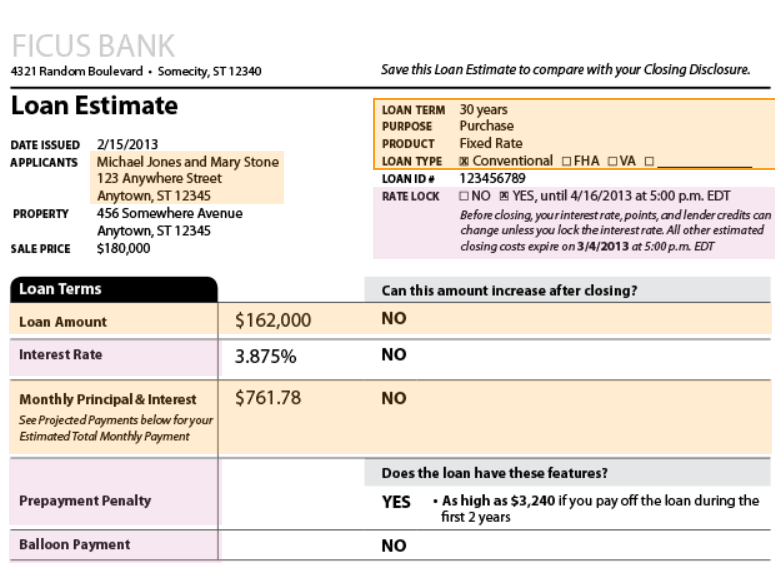 FICUS BANK
4321 Random Boulevard • Somecity, ST 12340
Save this Loan Estimate to compare with your Closing Disclosure.
Loan Estimate
DATE ISSUED 2/15/2013
APPLICANTS Michael Jones and Mary Stone
123 Anywhere Street
Anytown, ST 12345
PROPERTY 456 Somewhere Avenue
Anytown, ST 12345
SALE PRICE $180,000
LOAN TERM 30 years
PURPOSE Purchase
PRODUCT Fixed Rate
LOAN TYPE ☒ Conventional ☐ FHA ☐ VA ☐ ______________
LOAN ID # 123456789
RATE LOCK ☐ NO ☒ YES, until 4/16/2013 at 5:00 p.m. EDT
Before closing, your interest rate, points, and lender credits can
change unless you lock the interest rate. All other estimated
closing costs expire on 3/4/2013 at 5:00 p.m. EDT
Loan Terms Can this amount increase after closing?
Loan Amount $162,000 NO
Interest Rate 3.875% NO
Monthly Principal & Interest $761.78 NO
See Projected Payments below for your
Estimated Total Monthly Payment
Does the loan have these features?
Prepayment Penalty YES • As high as $3,240 if you pay off the loan during the
first 2 years
Balloon Payment NO